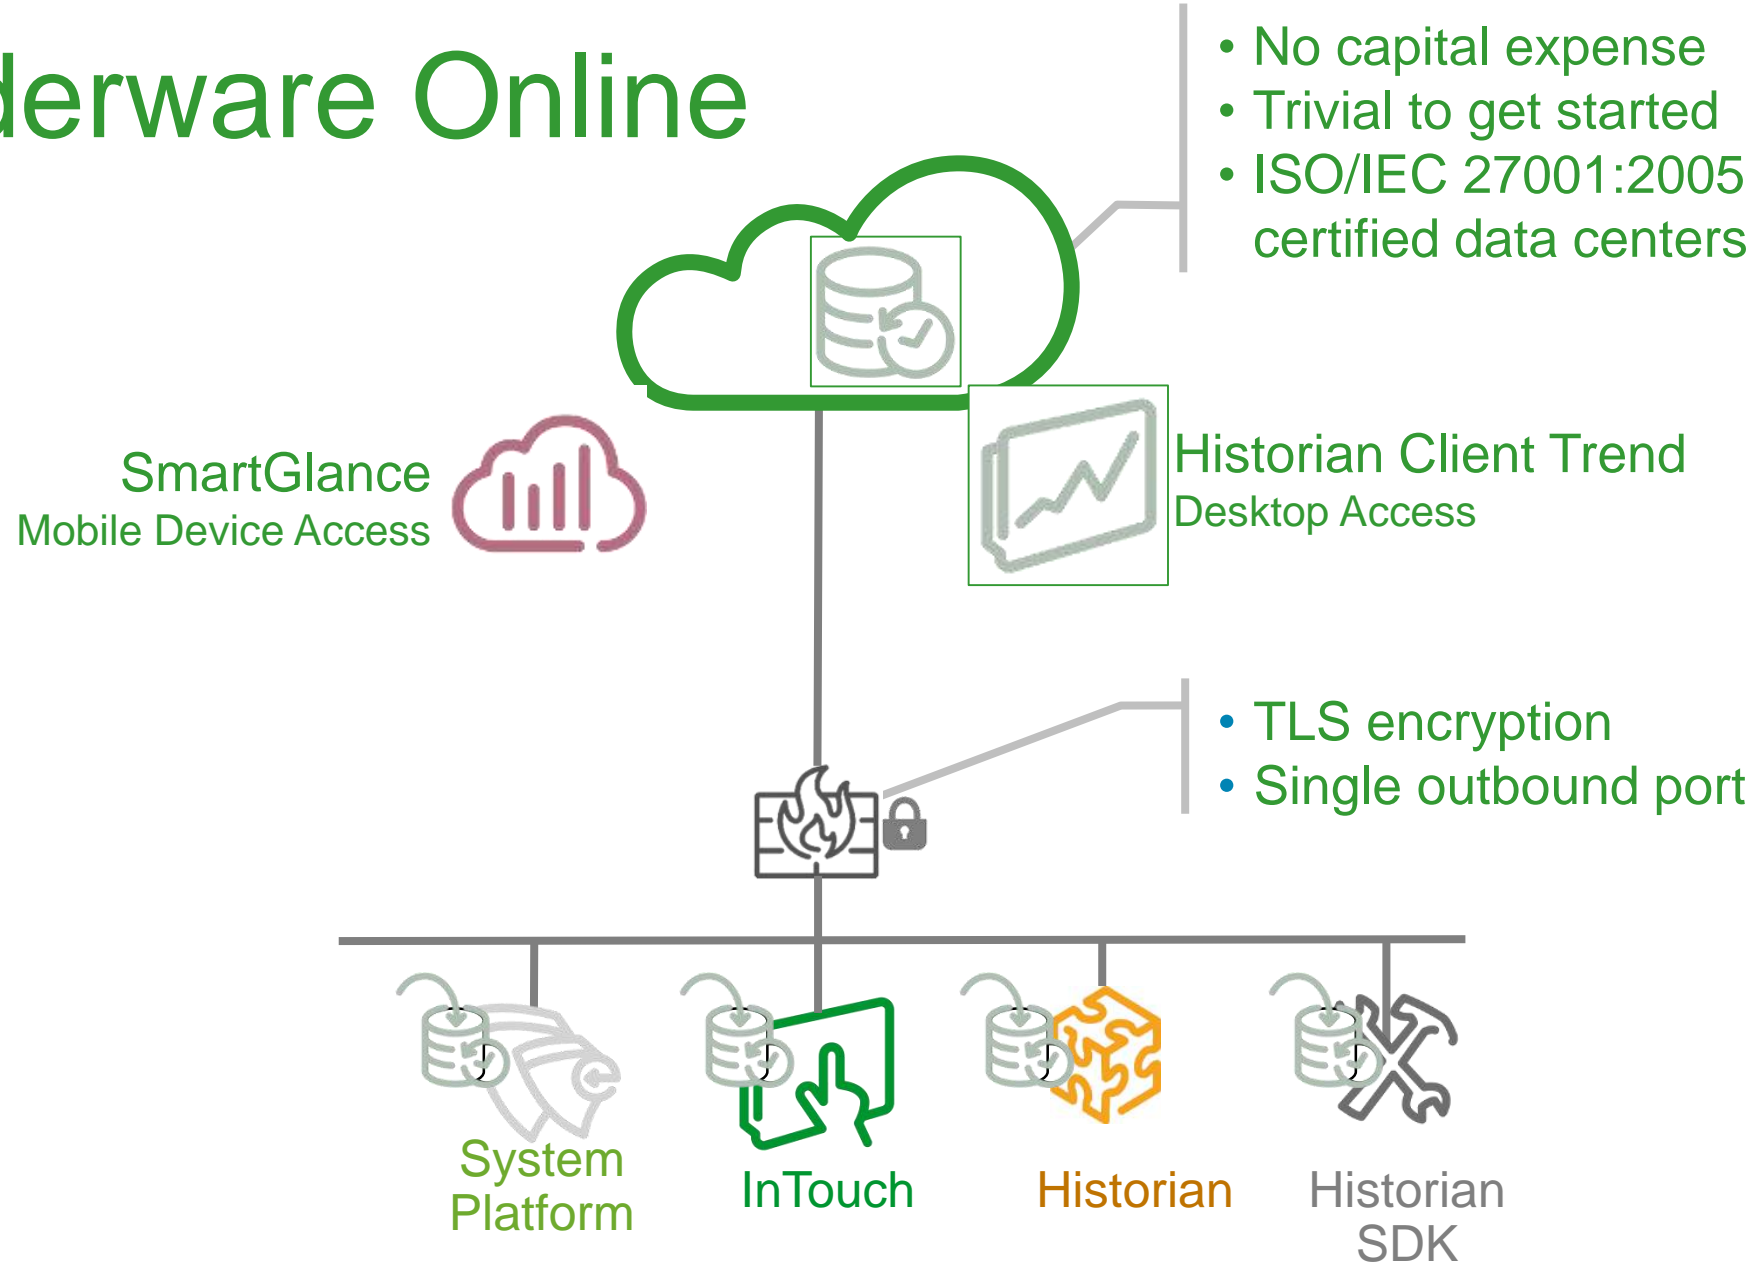 derware Online
• No capital expense
• Trivial to get started
• ISO/IEC 27001:2005
certified data centers
SmartGlance
Mobile Device Access
Historian Client Trend
Desktop Access
• TLS encryption
• Single outbound port
System
Platform
InTouch
Historian
Historian
SDK